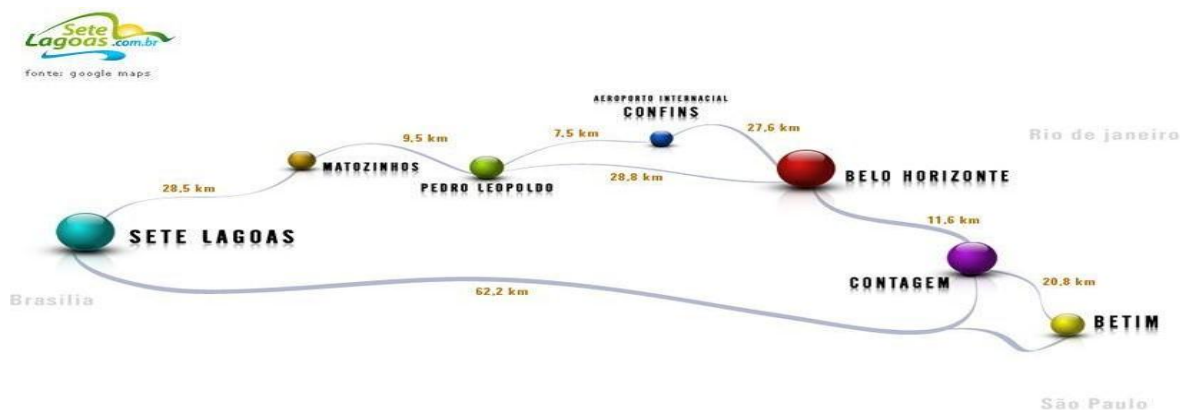 Sete
Lagoas.com.br
fonte: google maps
AEROPORTO INTERNACIAL
CONFINS
27,6 km
9,5 km
7.5 km
Rio de janeiro
MATOZINHOS
PEDRO LEOPOLDO
28,8 km
BELO HORIZONTE
28,5 km
11,6 km
SETE LAGOAS
CONTAGEM
20,8 km
62,2 km
Brasília
BETIM
São Paulo